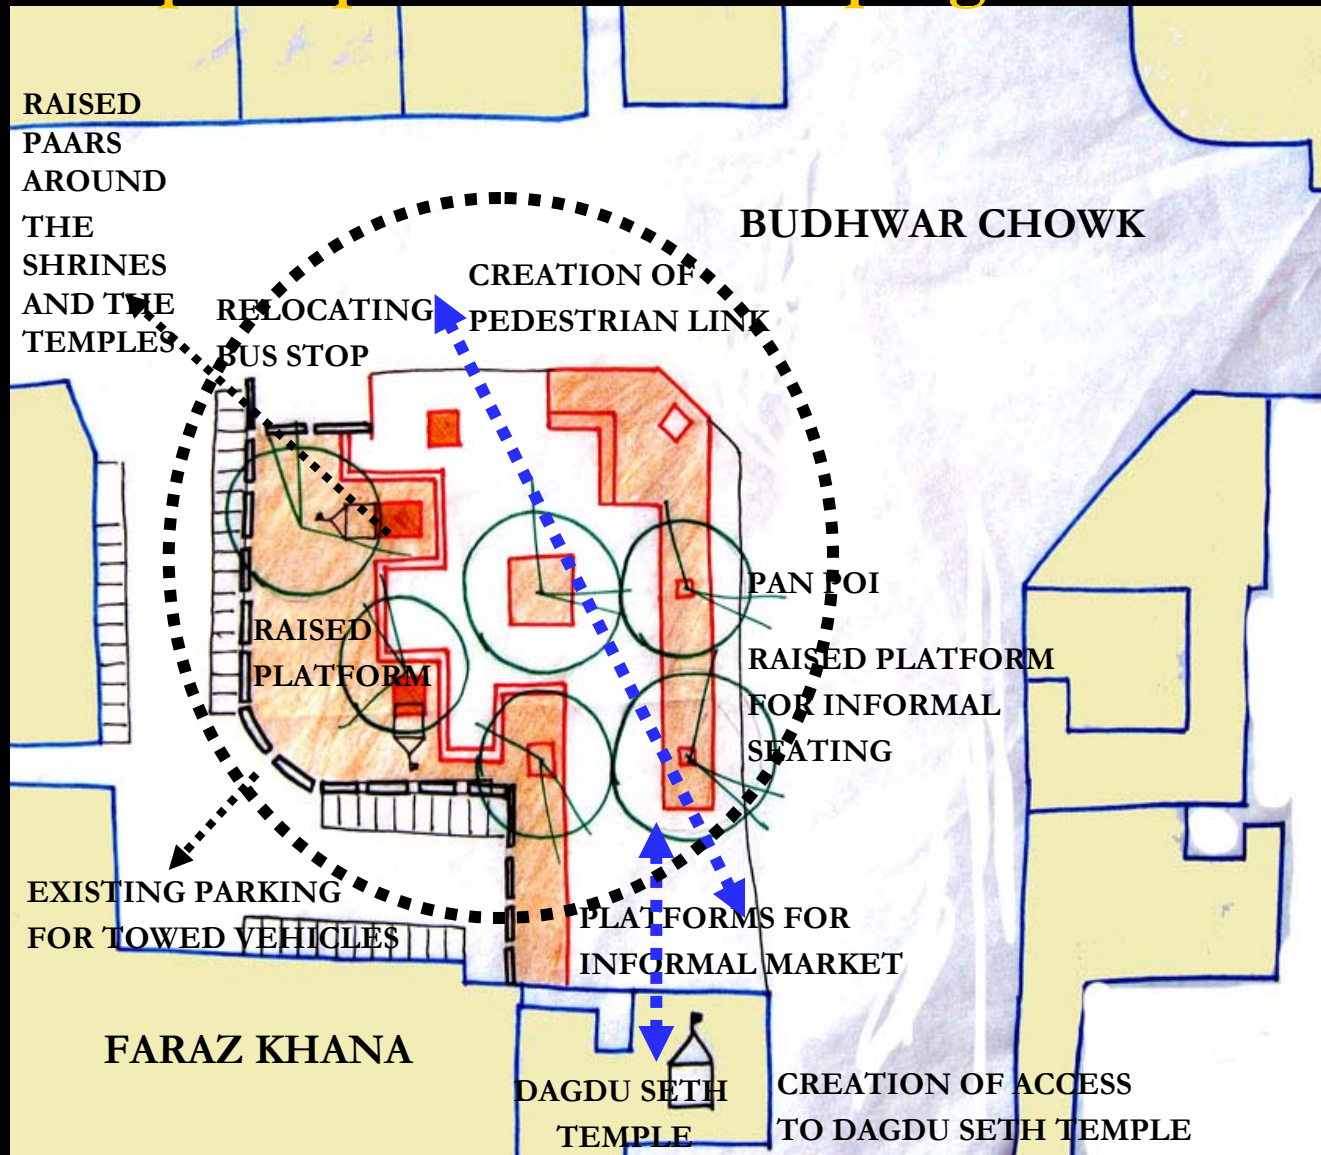 RAISED
PAARS
AROUND
THE
SHRINES
AND THE
TEMPLES
BUDHWAR CHOWK
CREATION OF
PEDESTRIAN LINK
RELOCATING
BUS STOP
PAN POI
RAISED
PLATFORM
RAISED PLATFORM
FOR INFORMAL
SEATING
EXISTING PARKING
FOR TOWED VEHICLES
PLATFORMS FOR
INFORMAL MARKET
FARAZ KHANA
DAGDU SETH
TEMPLE
CREATION OF ACCESS
TO DAGDU SETH TEMPLE